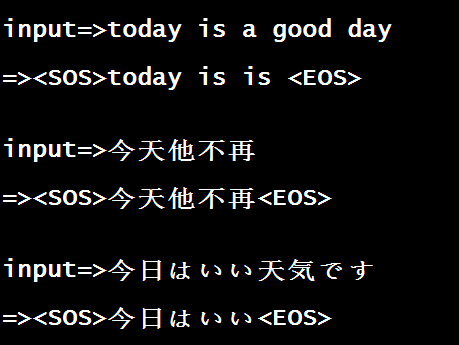 input=>today is a good day
=><SOS>today is is <EOS>
input=>今天他不再
=><SOS>今天他不再<EOS>
input=>今日はいい天気です
=><SOS>今日はいい<EOS>